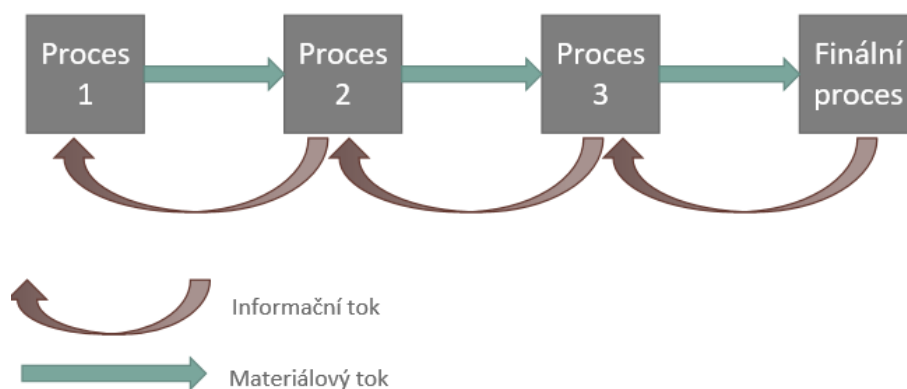 Proces
1
Proces
2
Proces
3
Finální
proces
Informační tok
Materiálový tok